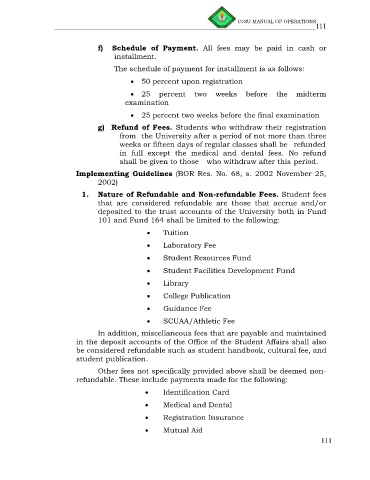 CvSU MANUAL OF OPERATIONS
111
f) Schedule of Payment. All fees may be paid in cash or
installment.
The schedule of payment for installment is as follows:
• 50 percent upon registration
• 25 percent two weeks before the midterm
examination
• 25 percent two weeks before the final examination
g) Refund of Fees. Students who withdraw their registration
from the University after a period of not more than three
weeks or fifteen days of regular classes shall be refunded
in full except the medical and dental fees. No refund
shall be given to those who withdraw after this period.
Implementing Guidelines (BOR Res. No. 68, s. 2002 November 25,
2002)
1. Nature of Refundable and Non-refundable Fees. Student fees
that are considered refundable are those that accrue and/or
deposited to the trust accounts of the University both in Fund
101 and Fund 164 shall be limited to the following:
• Tuition
• Laboratory Fee
• Student Resources Fund
• Student Facilities Development Fund
• Library
• College Publication
• Guidance Fee
• SCUAA/Athletic Fee
In addition, miscellaneous fees that are payable and maintained
in the deposit accounts of the Office of the Student Affairs shall also
be considered refundable such as student handbook, cultural fee, and
student publication.
Other fees not specifically provided above shall be deemed non-
refundable. These include payments made for the following:
• Identification Card
• Medical and Dental
• Registration Insurance
• Mutual Aid
111